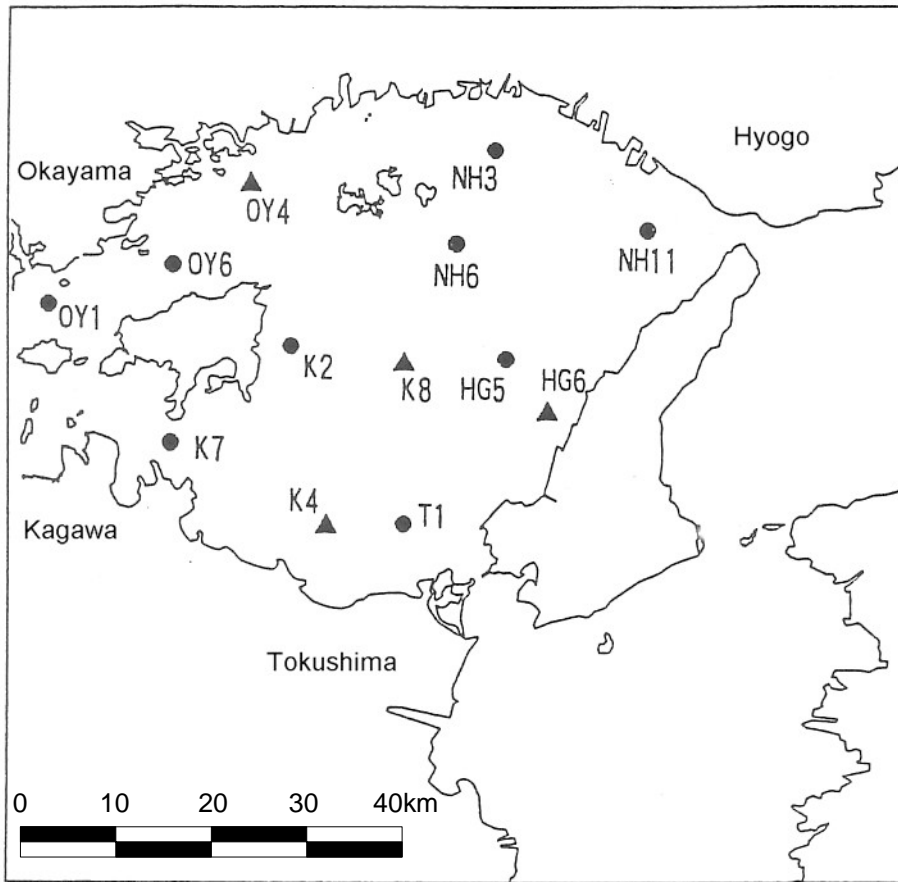 Hyogo
Okayama
NH3
OY4
OY6
NH6
NH11
OY1
K2
K8
HG5
HG6
K7
K4
T1
Kagawa
Tokushima
0 10 20 30 40km